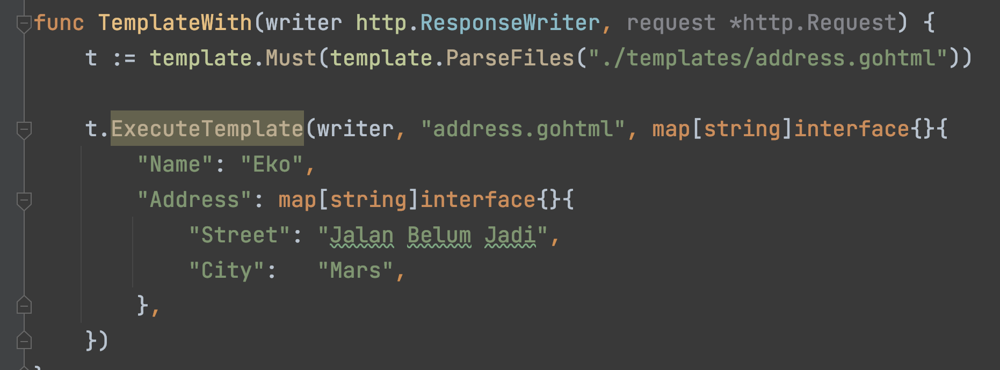 func TemplateWith(writer http.ResponseWriter, request *http.Request) {
    t := template.Must(template.ParseFiles("./templates/address.gohtml"))

    t.ExecuteTemplate(writer, "address.gohtml", map[string]interface{}{
        "Name": "Eko",
        "Address": map[string]interface{}{
            "Street": "Jalan Belum Jadi",
            "City":   "Mars",
        },
    })
}